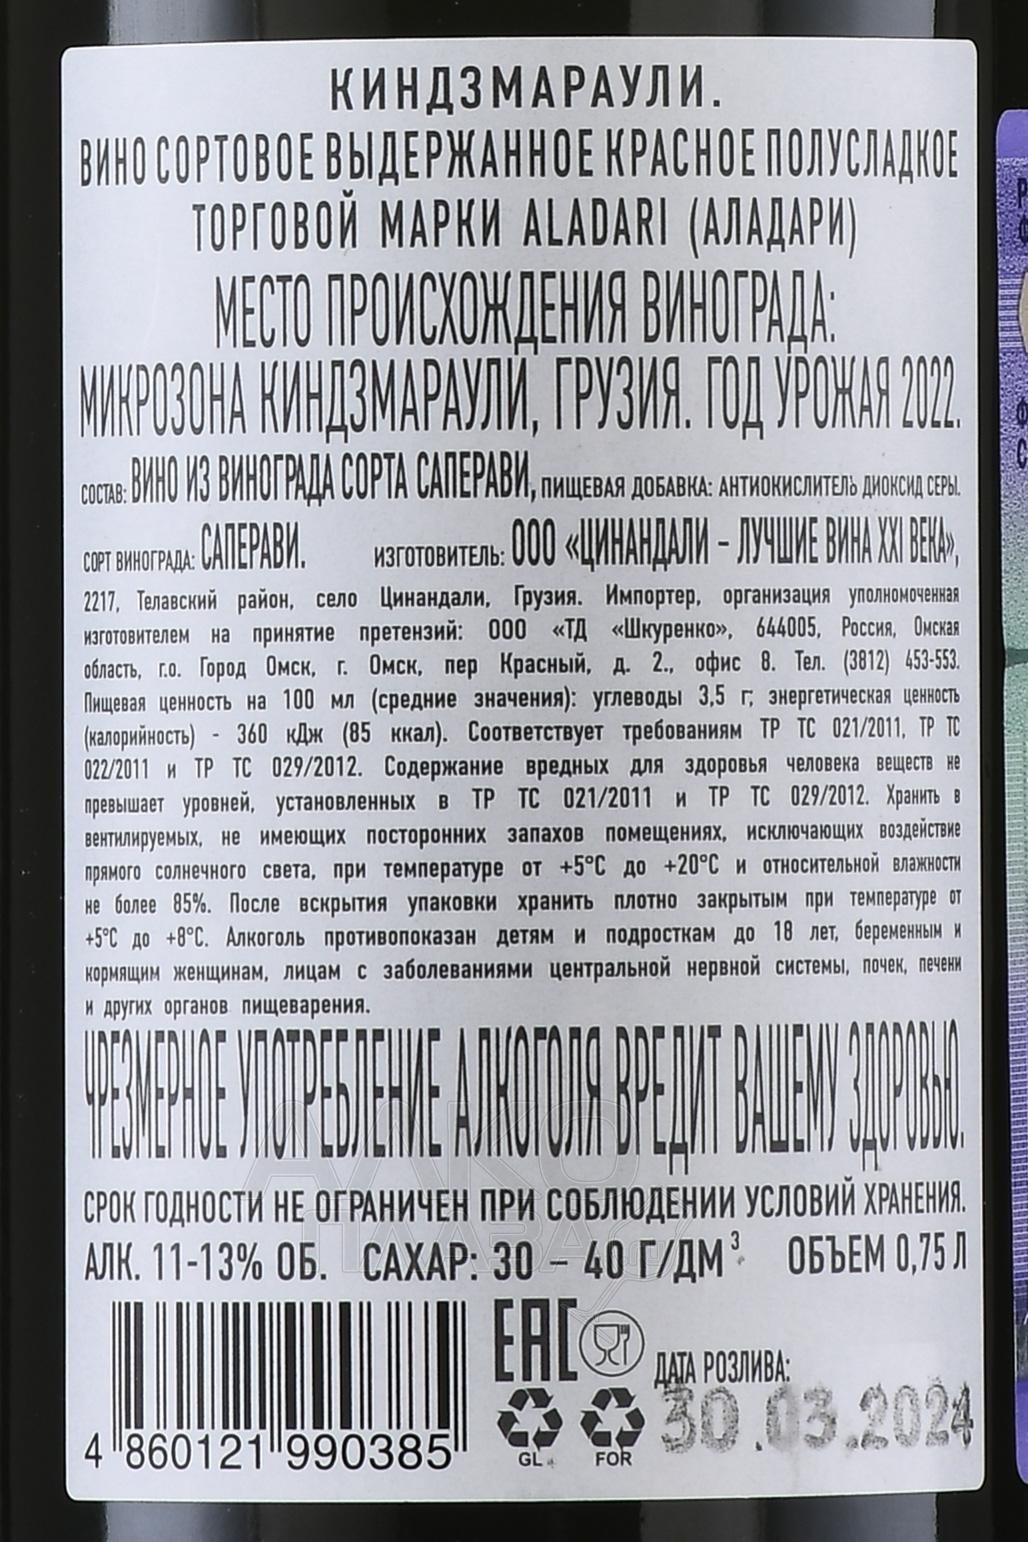 КИНДЗМАРАУЛИ.
ВИНО СОРТОВОЕ ВЫДЕРЖАННОЕ КРАСНОЕ ПОЛУСЛАДКОЕ
ТОРГОВОЙ МАРКИ ALADARI (АЛАДАРИ)
МЕСТО ПРОИСХОЖДЕНИЯ ВИНОГРАДА:
МИКРОЗОНА КИНДЗМАРАУЛИ, ГРУЗИЯ. ГОД УРОЖАЯ 2022.
СОСТАВ: ВИНО ИЗ ВИНОГРАДА СОРТА САПЕРАВИ, ПИЩЕВАЯ ДОБАВКА: АНТИОКИСЛИТЕЛЬ ДИОКСИД СЕРЫ.
СОРТ ВИНОГРАДА: САПЕРАВИ. ИЗГОТОВИТЕЛЬ: ООО «ЦИНАНДАЛИ – ЛУЧШИЕ ВИНА XXI ВЕКА»,
2217, Телавский район, село Цинандали, Грузия. Импортер, организация уполномоченная
изготовителем на принятие претензий: ООО «ТД «Шкуренко», 644005, Россия, Омская
область, г.о. Город Омск, г. Омск, пер Красный, д. 2., офис 8. Тел. (3812) 453-553.
Пищевая ценность на 100 мл (средние значения): углеводы 3,5 г; энергетическая ценность
(калорийность) - 360 кДж (85 ккал). Соответствует требованиям ТР ТС 021/2011, ТР ТС
022/2011 и ТР ТС 029/2012. Содержание вредных для здоровья человека веществ не
превышает уровней, установленных в ТР ТС 021/2011 и ТР ТС 029/2012. Хранить в
вентилируемых, не имеющих посторонних запахов помещениях, исключающих воздействие
прямого солнечного света, при температуре от +5°С до +20°С и относительной влажности
не более 85%. После вскрытия упаковки хранить плотно закрытым при температуре от
+5°С до +8°С. Алкоголь противопоказан детям и подросткам до 18 лет, беременным и
кормящим женщинам, лицам с заболеваниями центральной нервной системы, почек, печени
и других органов пищеварения.
ЧРЕЗМЕРНОЕ УПОТРЕБЛЕНИЕ АЛКОГОЛЯ ВРЕДИТ ВАШЕМУ ЗДОРОВЬЮ.
СРОК ГОДНОСТИ НЕ ОГРАНИЧЕН ПРИ СОБЛЮДЕНИИ УСЛОВИЙ ХРАНЕНИЯ.
АЛК. 11-13% ОБ. САХАР: 30 – 40 Г/ДМ³ ОБЪЕМ 0,75 Л
EAC
ДАТА РОЗЛИВА:
30.03.2024
GL FOR
4 860121 990385